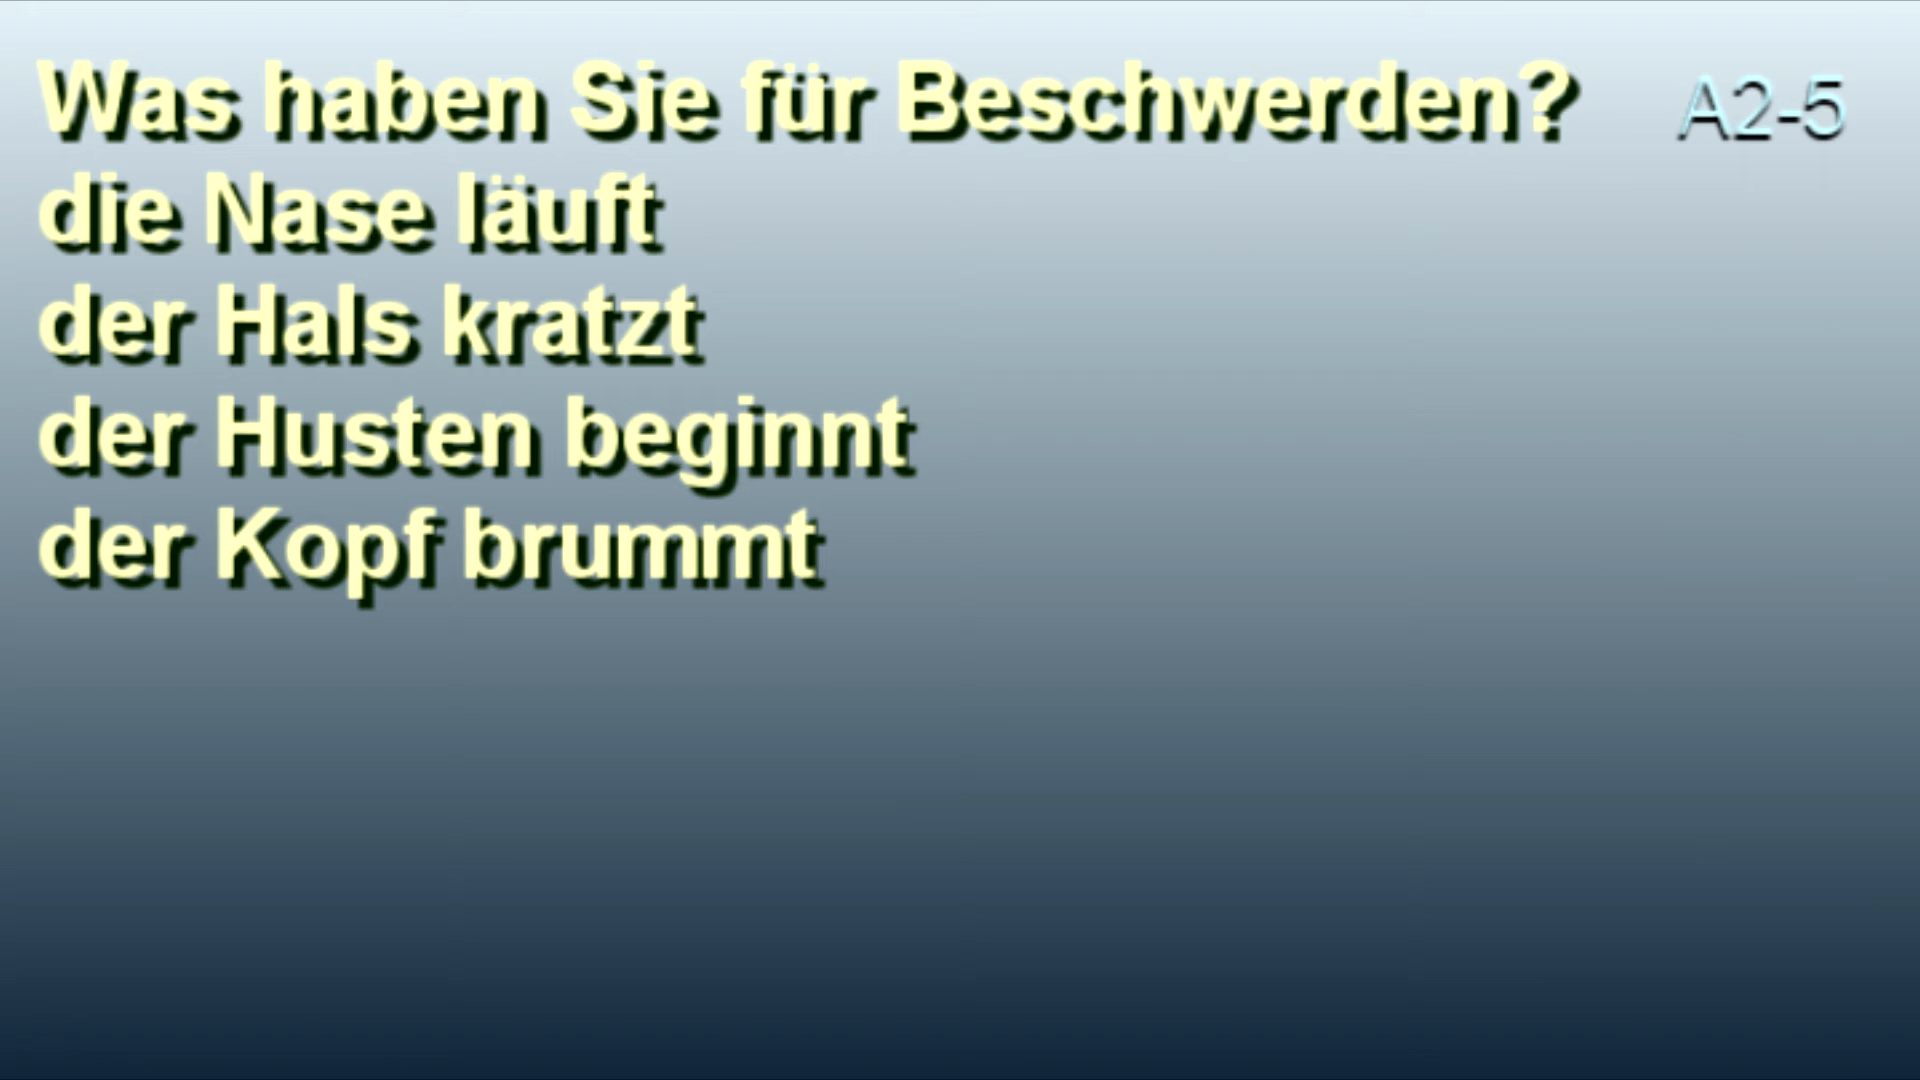 Was haben Sie für Beschwerden? A2-5
die Nase läuft
der Hals kratzt
der Husten beginnt
der Kopf brummt